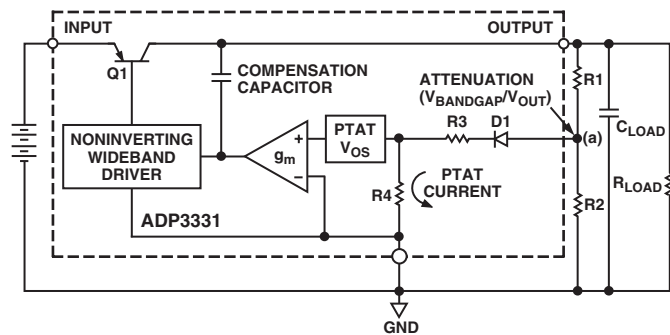 INPUT
OUTPUT
Q1
COMPENSATION
CAPACITOR
ATTENUATION
(VBANDGAP/VOUT)
R1
NONINVERTING
WIDEBAND
DRIVER
gm
+
−
PTAT
VOS
R3
D1
(a)
CLOAD
R4
PTAT
CURRENT
R2
RLOAD
ADP3331
GND